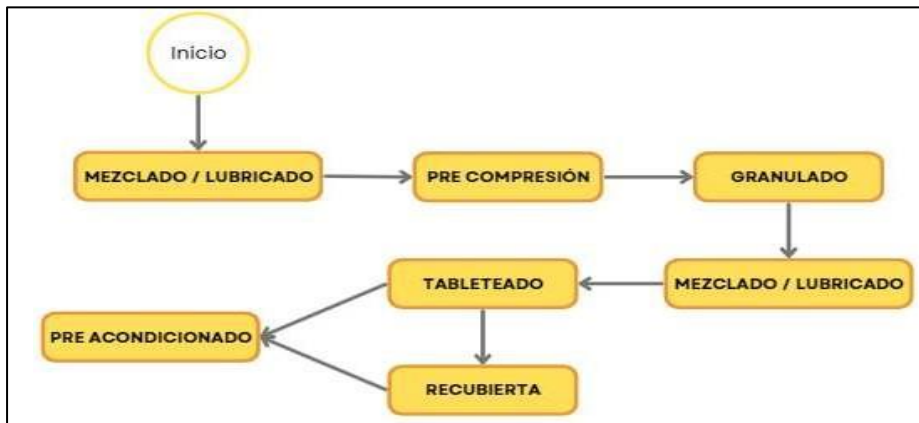 Inicio
MEZCLADO / LUBRICADO
PRE COMPRESIÓN
GRANULADO
MEZCLADO / LUBRICADO
TABLETEADO
RECUBIERTA
PRE ACONDICIONADO